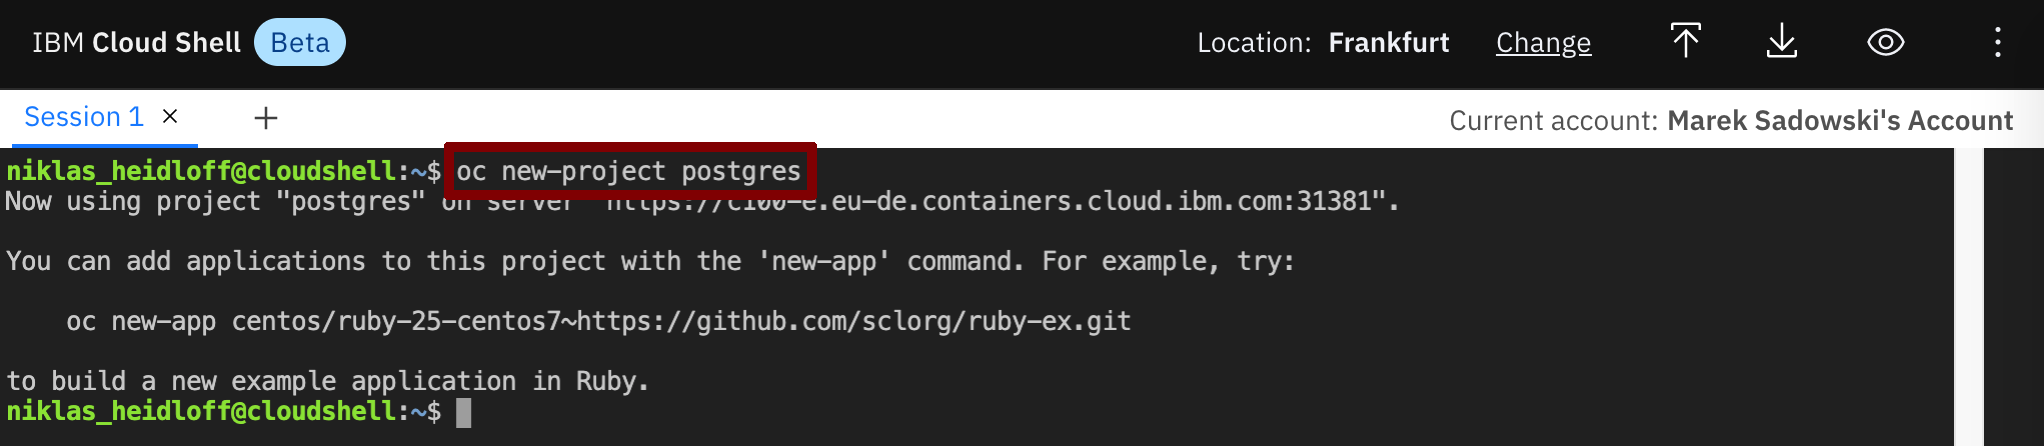 IBM Cloud Shell Beta
Location: Frankfurt Change
Session 1 × +
Current account: Marek Sadowski's Account
niklas_heidloff@cloudshell:~$ oc new-project postgres
Now using project "postgres" on server "https://c100-e.eu-de.containers.cloud.ibm.com:31381".
You can add applications to this project with the 'new-app' command. For example, try:
oc new-app centos/ruby-25-centos7~https://github.com/sclorg/ruby-ex.git
to build a new example application in Ruby.
niklas_heidloff@cloudshell:~$